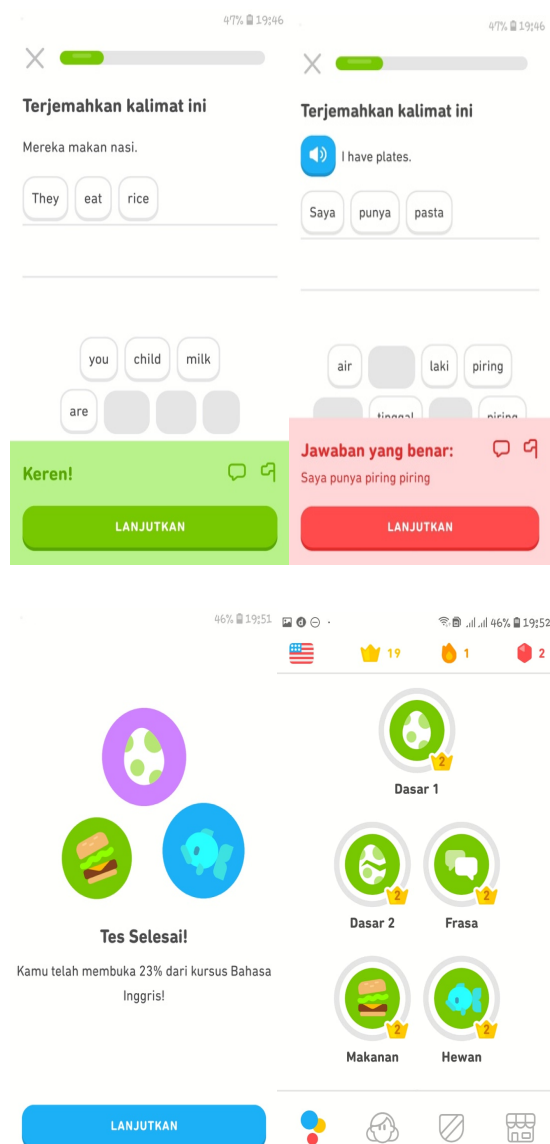 47% 19:46
Terjemahkan kalimat ini
Mereka makan nasi.
They eat rice
you child milk
are
Keren!
LANJUTKAN
47% 19:46
Terjemahkan kalimat ini
I have plates.
Saya punya pasta
air laki piring
tinggal piring
Jawaban yang benar:
Saya punya piring piring
LANJUTKAN
46% 19:51
Tes Selesai!
Kamu telah membuka 23% dari kursus Bahasa
Inggris!
LANJUTKAN
46% 19:52
19 1 2
2
Dasar 1
2 2
Dasar 2 Frasa
2 2
Makanan Hewan